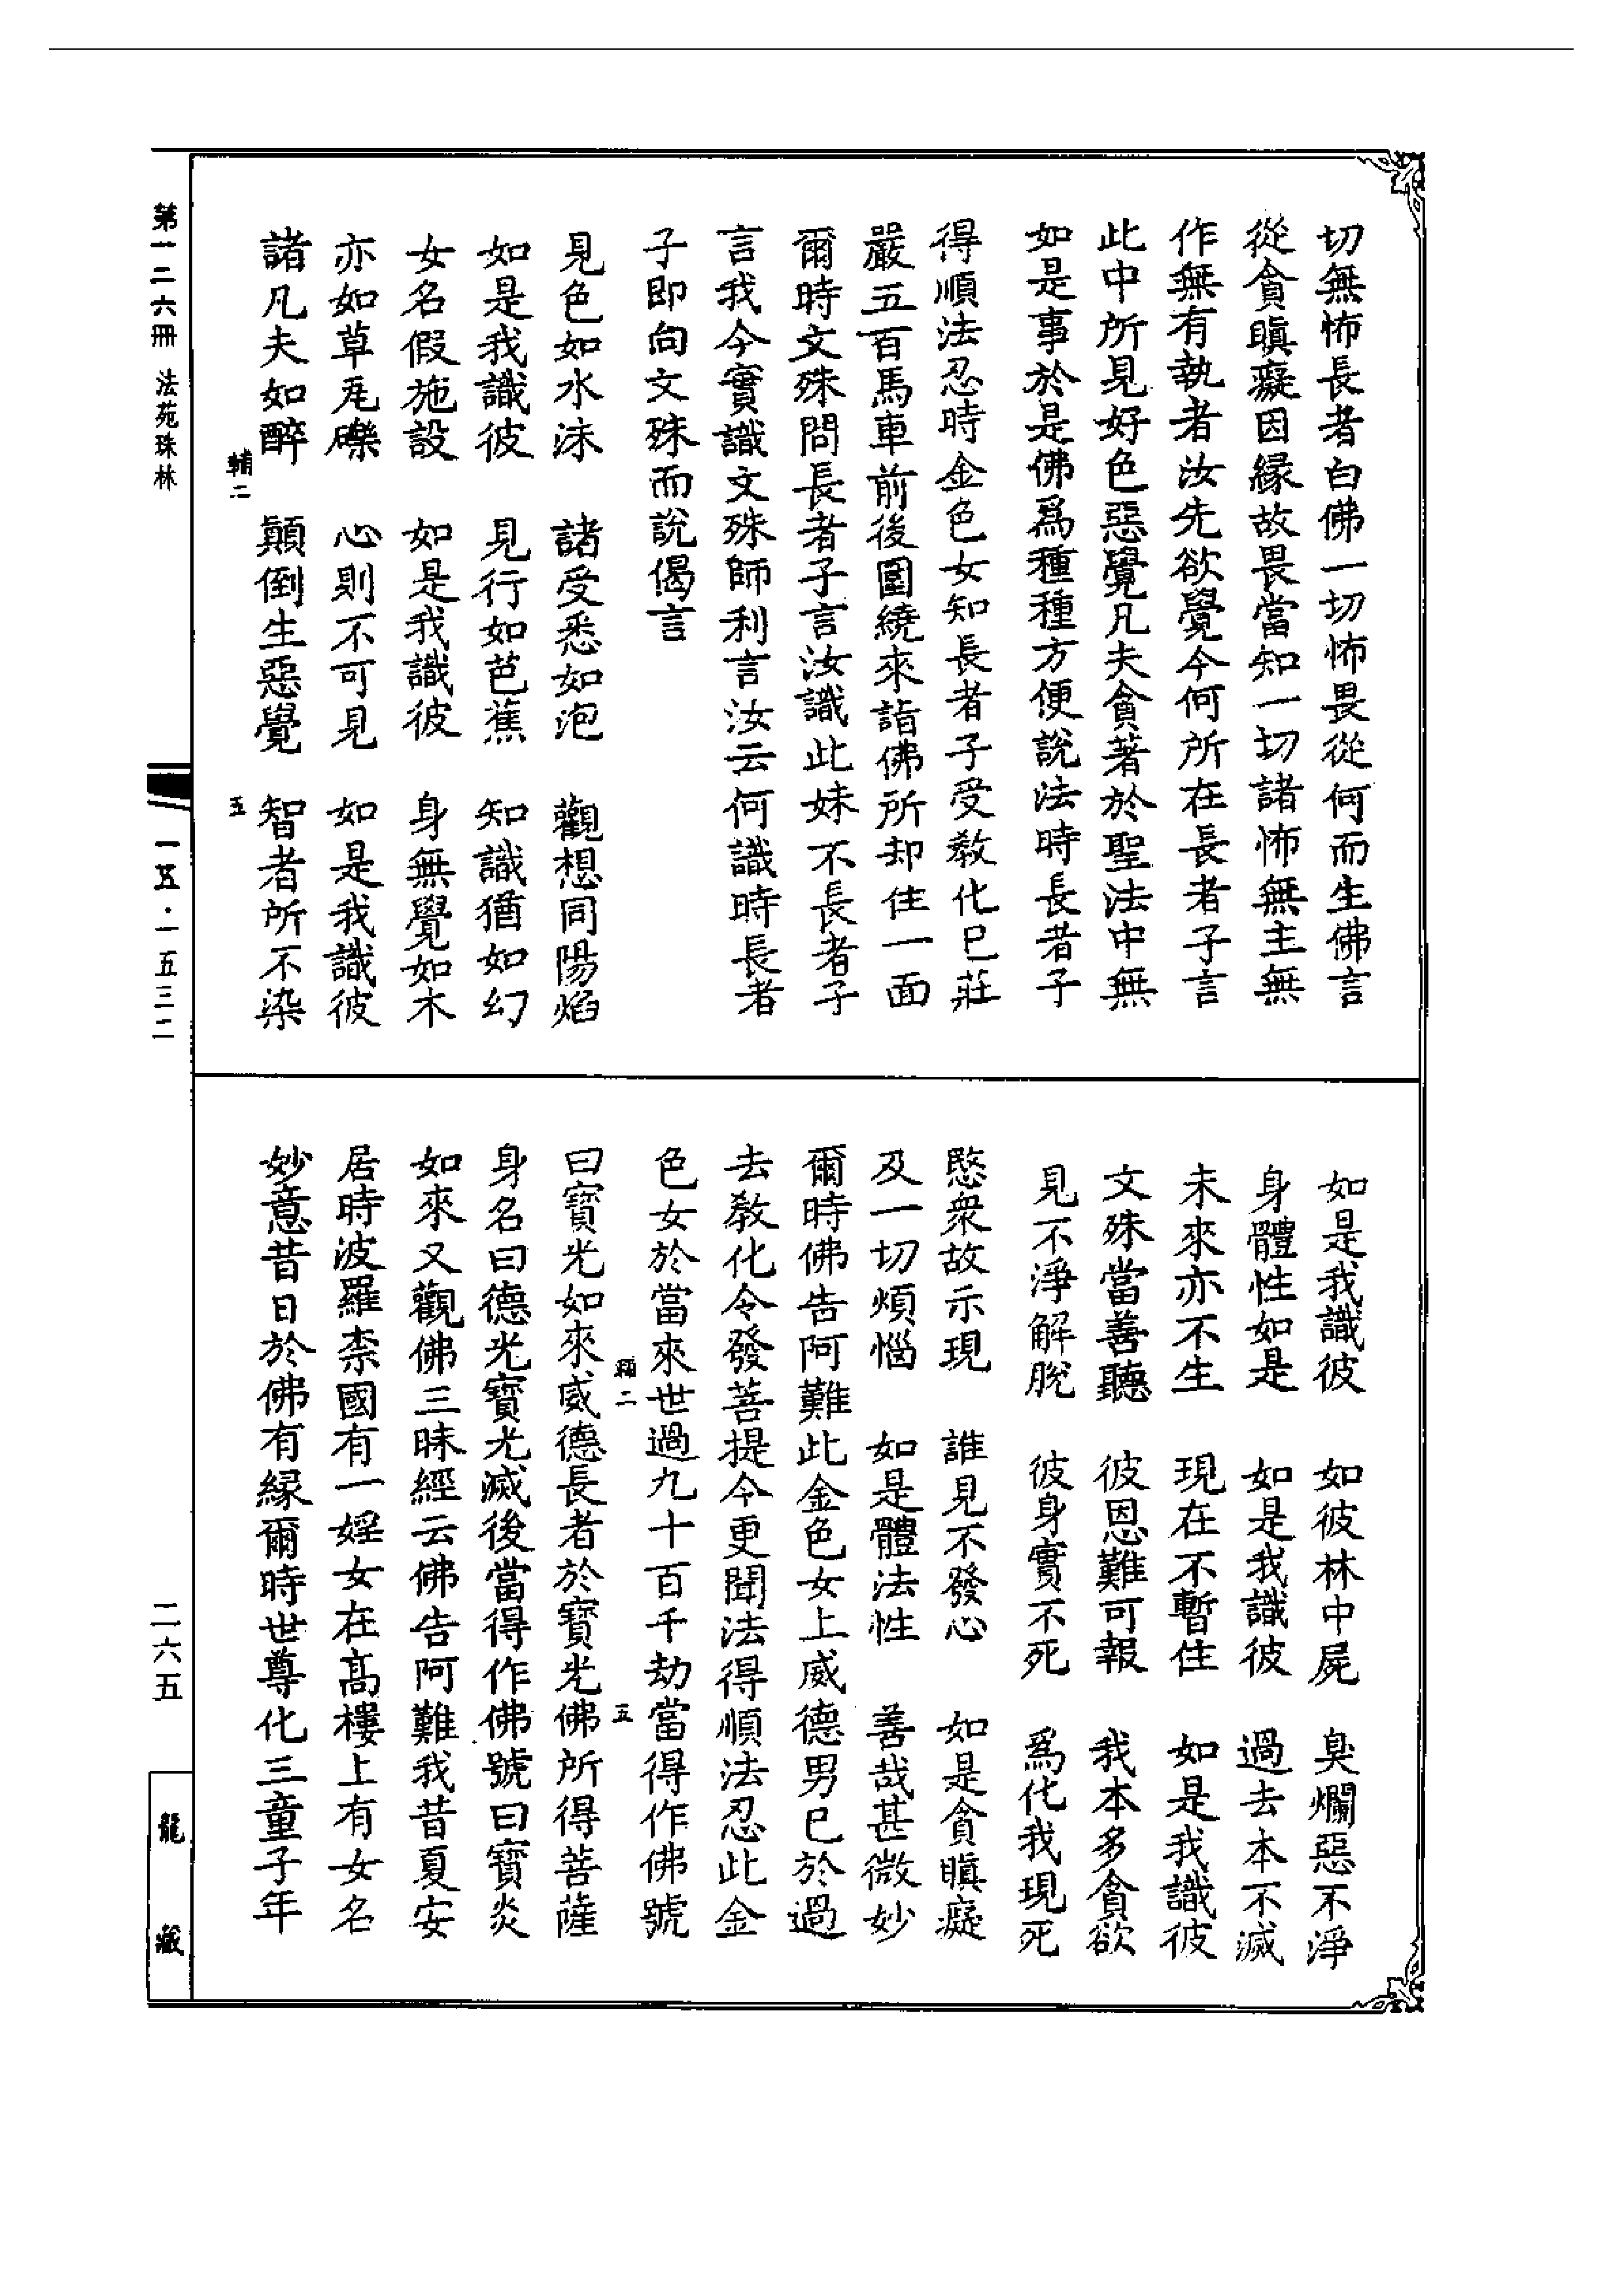 切無怖長者白佛一切怖畏從何而生佛言
從貪瞋癡因緣故畏當知一切諸怖無主無
作無有執者汝先欲覺今何所在長者子言
此中所見好色惡覺凡夫貪著於聖法中無
如是事於是佛爲種種方便說法時長者子
得順法忍時金色女知長者子受教化已莊
嚴五百馬車前後圍繞來詣佛所却住一面
爾時文殊問長者子言汝識此妹不長者子
言我今實識文殊師利言汝云何識時長者
子即向文殊而說偈言
見色如水沫　諸受悉如泡　觀想同陽焰
如是我識彼　見行如芭蕉　知識猶如幻
女名假施設　如是我識彼　身無覺如木
亦如草瓦礫　心則不可見　如是我識彼
諸凡夫如醉　顛倒生惡覺　智者所不染
輔二　五
如是我識彼　如彼林中屍　臭爛惡不淨
身體性如是　如是我識彼　過去本不滅
未來亦不生　現在不暫住　如是我識彼
文殊當善聽　彼恩難可報　我本多貪欲
見不淨解脫　彼身實不死　爲化我現死
愍衆故示現　誰見不發心　如是貪瞋癡
及一切煩惱　如是體法性　善哉甚微妙
爾時佛告阿難此金色女上威德男已於過
去教化令發菩提今更聞法得順法忍此金
色女於當來世過九十百千劫當得作佛號
輔二　五
曰寶光如來威德長者於寶光佛所得菩薩
身名曰德光寶光滅後當得作佛號曰寶炎
如來又觀佛三昧經云佛告阿難我昔夏安
居時波羅柰國有一婬女在高樓上有女名
妙意昔日於佛有緣爾時世尊化三童子年
第一二六冊　法苑珠林
一五・一五三二
二六五
龍藏